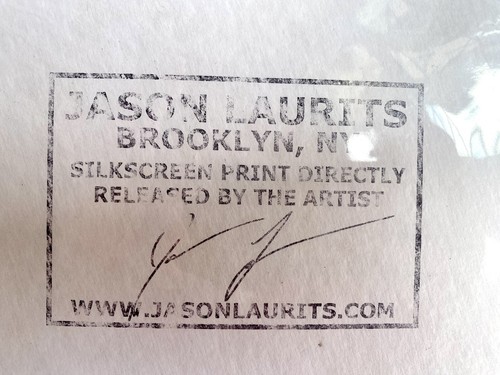 JASON LAURITS
BROOKLYN, NY
SILKSCREEN PRINT DIRECTLY
RELEASED BY THE ARTIST
WWW.JASONLAURITS.COM